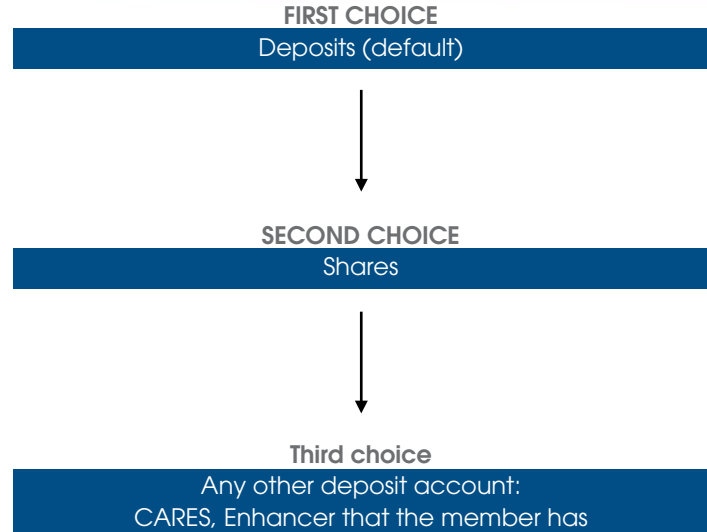 FIRST CHOICE
Deposits (default)
SECOND CHOICE
Shares
Third choice
Any other deposit account:
CARES, Enhancer that the member has